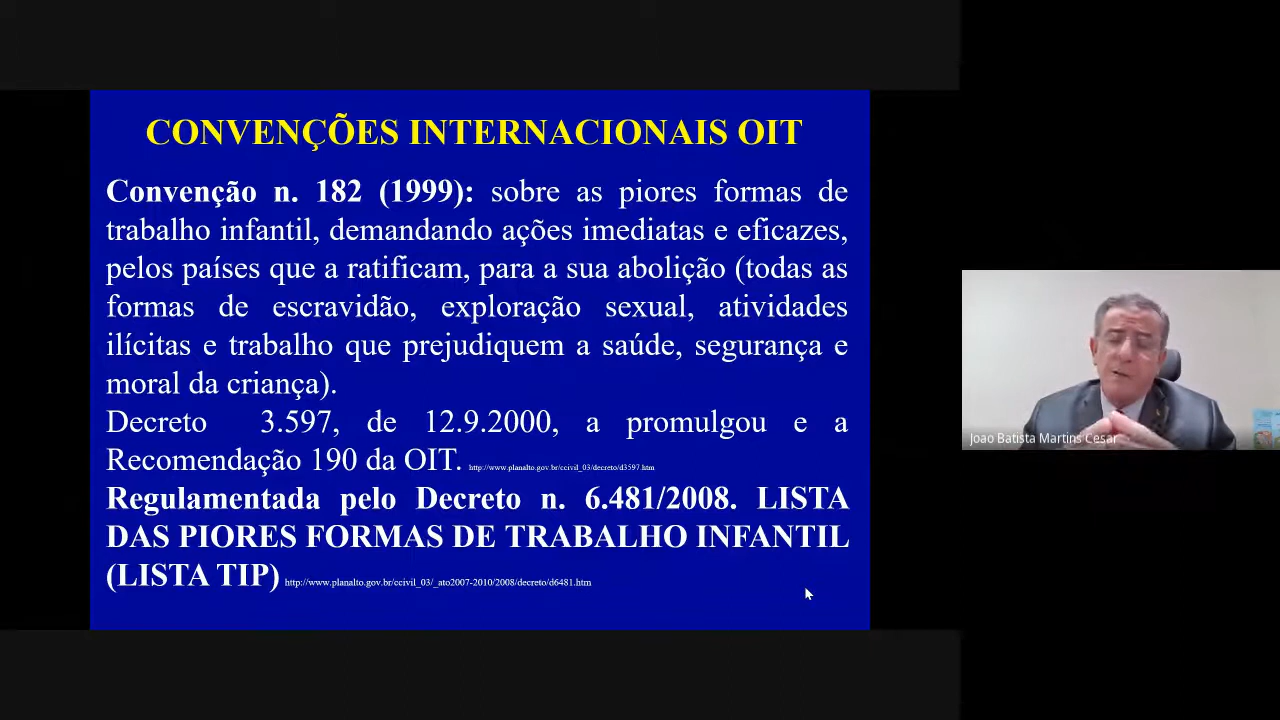 CONVENÇÕES INTERNACIONAIS OIT
Convenção n. 182 (1999): sobre as piores formas de
trabalho infantil, demandando ações imediatas e eficazes,
pelos países que a ratificam, para a sua abolição (todas as
formas de escravidão, exploração sexual, atividades
ilícitas e trabalho que prejudiquem a saúde, segurança e
moral da criança).
Decreto 3.597, de 12.9.2000, a promulgou e a
Recomendação 190 da OIT. http://www.planalto.gov.br/ccivil_03/decreto/d3597.htm
Regulamentada pelo Decreto n. 6.481/2008. LISTA
DAS PIORES FORMAS DE TRABALHO INFANTIL
(LISTA TIP) http://www.planalto.gov.br/ccivil_03/_ato2007-2010/2008/decreto/d6481.htm
Joao Batista Martins Cesar